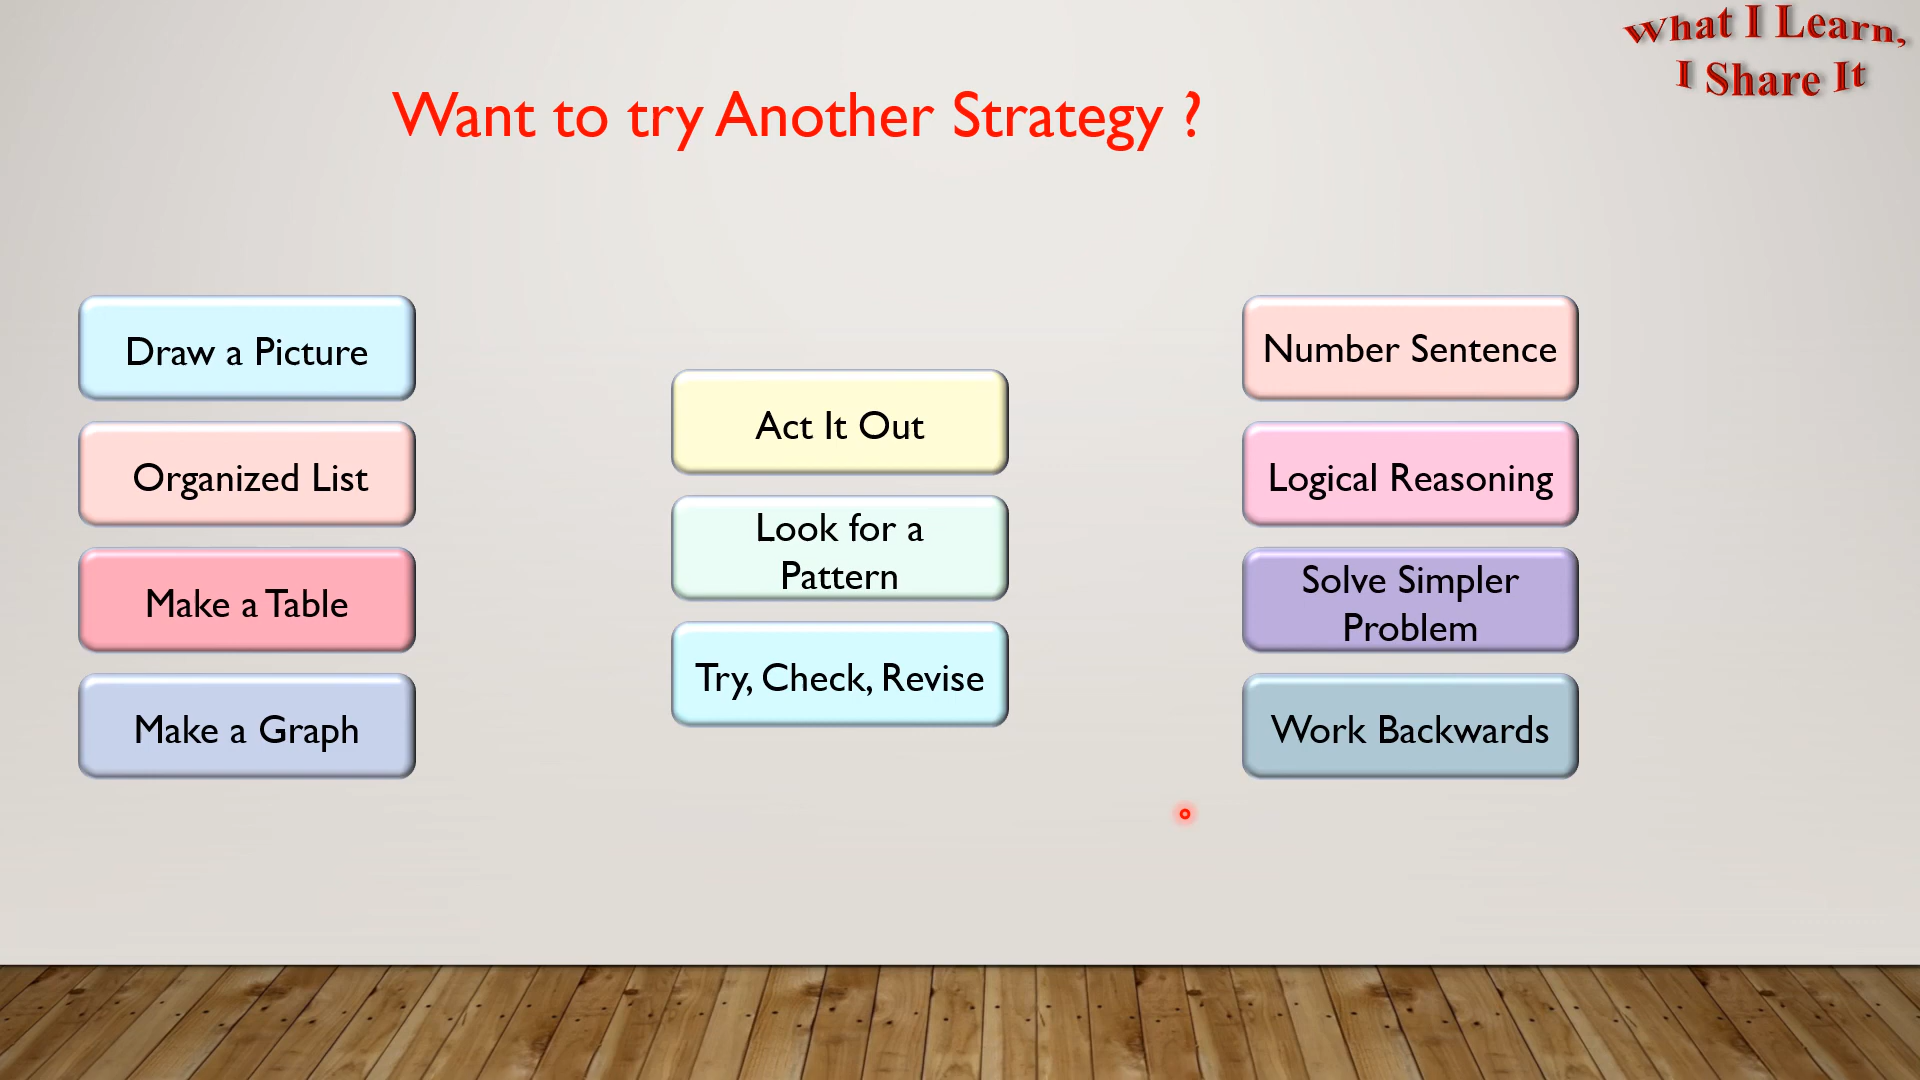 What I Learn,
I Share It
Want to try Another Strategy ?
Draw a Picture
Organized List
Make a Table
Make a Graph
Act It Out
Look for a
Pattern
Try, Check, Revise
Number Sentence
Logical Reasoning
Solve Simpler
Problem
Work Backwards